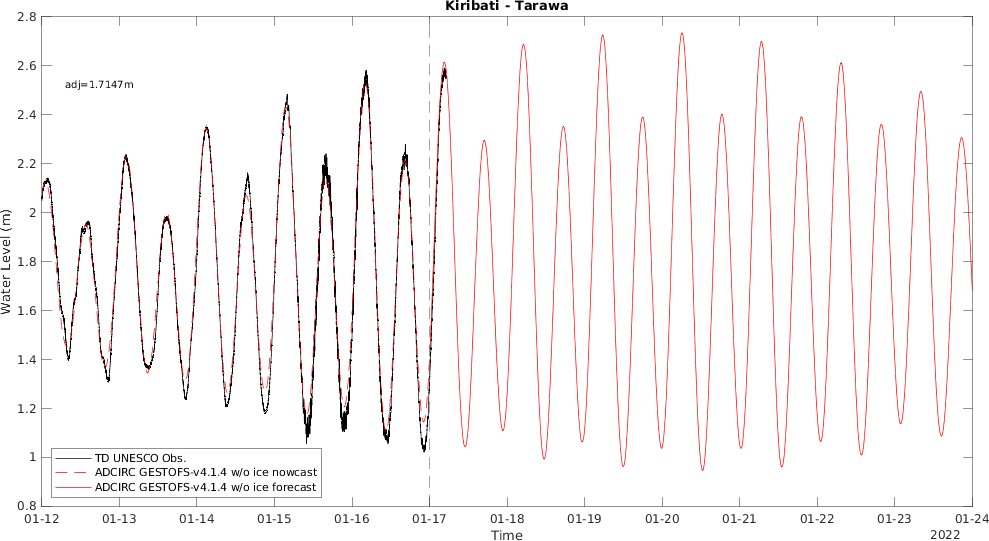 Kiribati - Tarawa
2.8
2.6
adj=1.7147m
2.4
2.2
2
1.8
1.6
1.4
1.2
1
0.8
Water Level (m)
TD UNESCO Obs.
ADCIRC GESTOFS-v4.1.4 w/o ice nowcast
ADCIRC GESTOFS-v4.1.4 w/o ice forecast
01-12 01-13 01-14 01-15 01-16 01-17 01-18 01-19 01-20 01-21 01-22 01-23 01-24
Time
2022